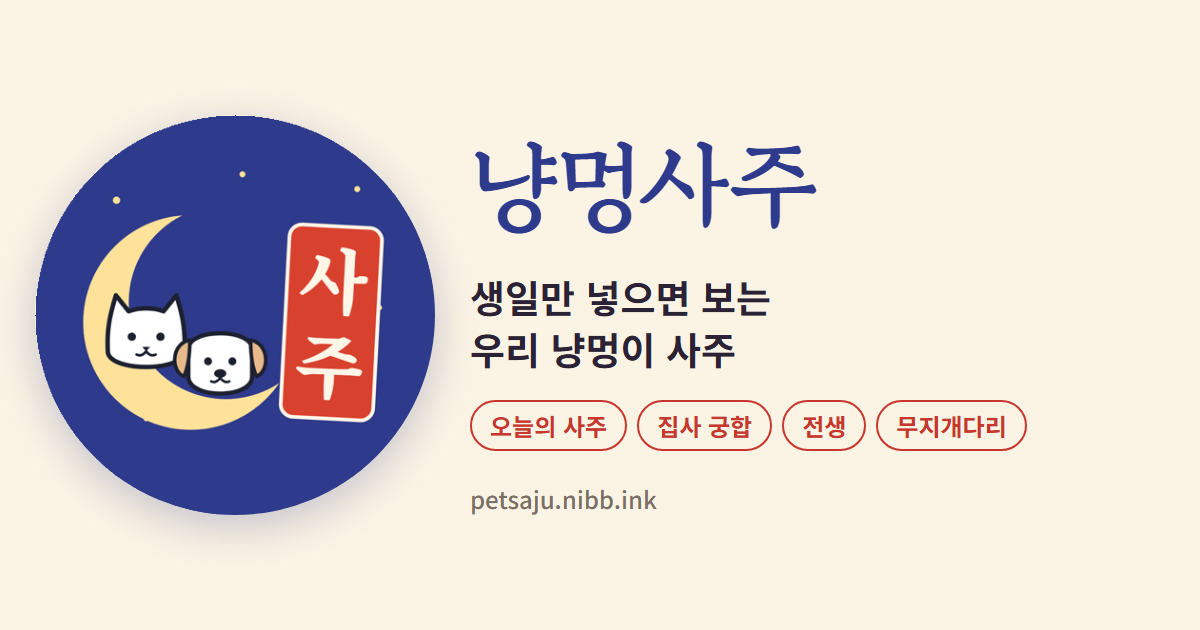 사
주
냥멍사주
생일만 넣으면 보는
우리 냥멍이 사주
오늘의 사주 집사 궁합 전생 무지개다리
petsaju.nibb.ink